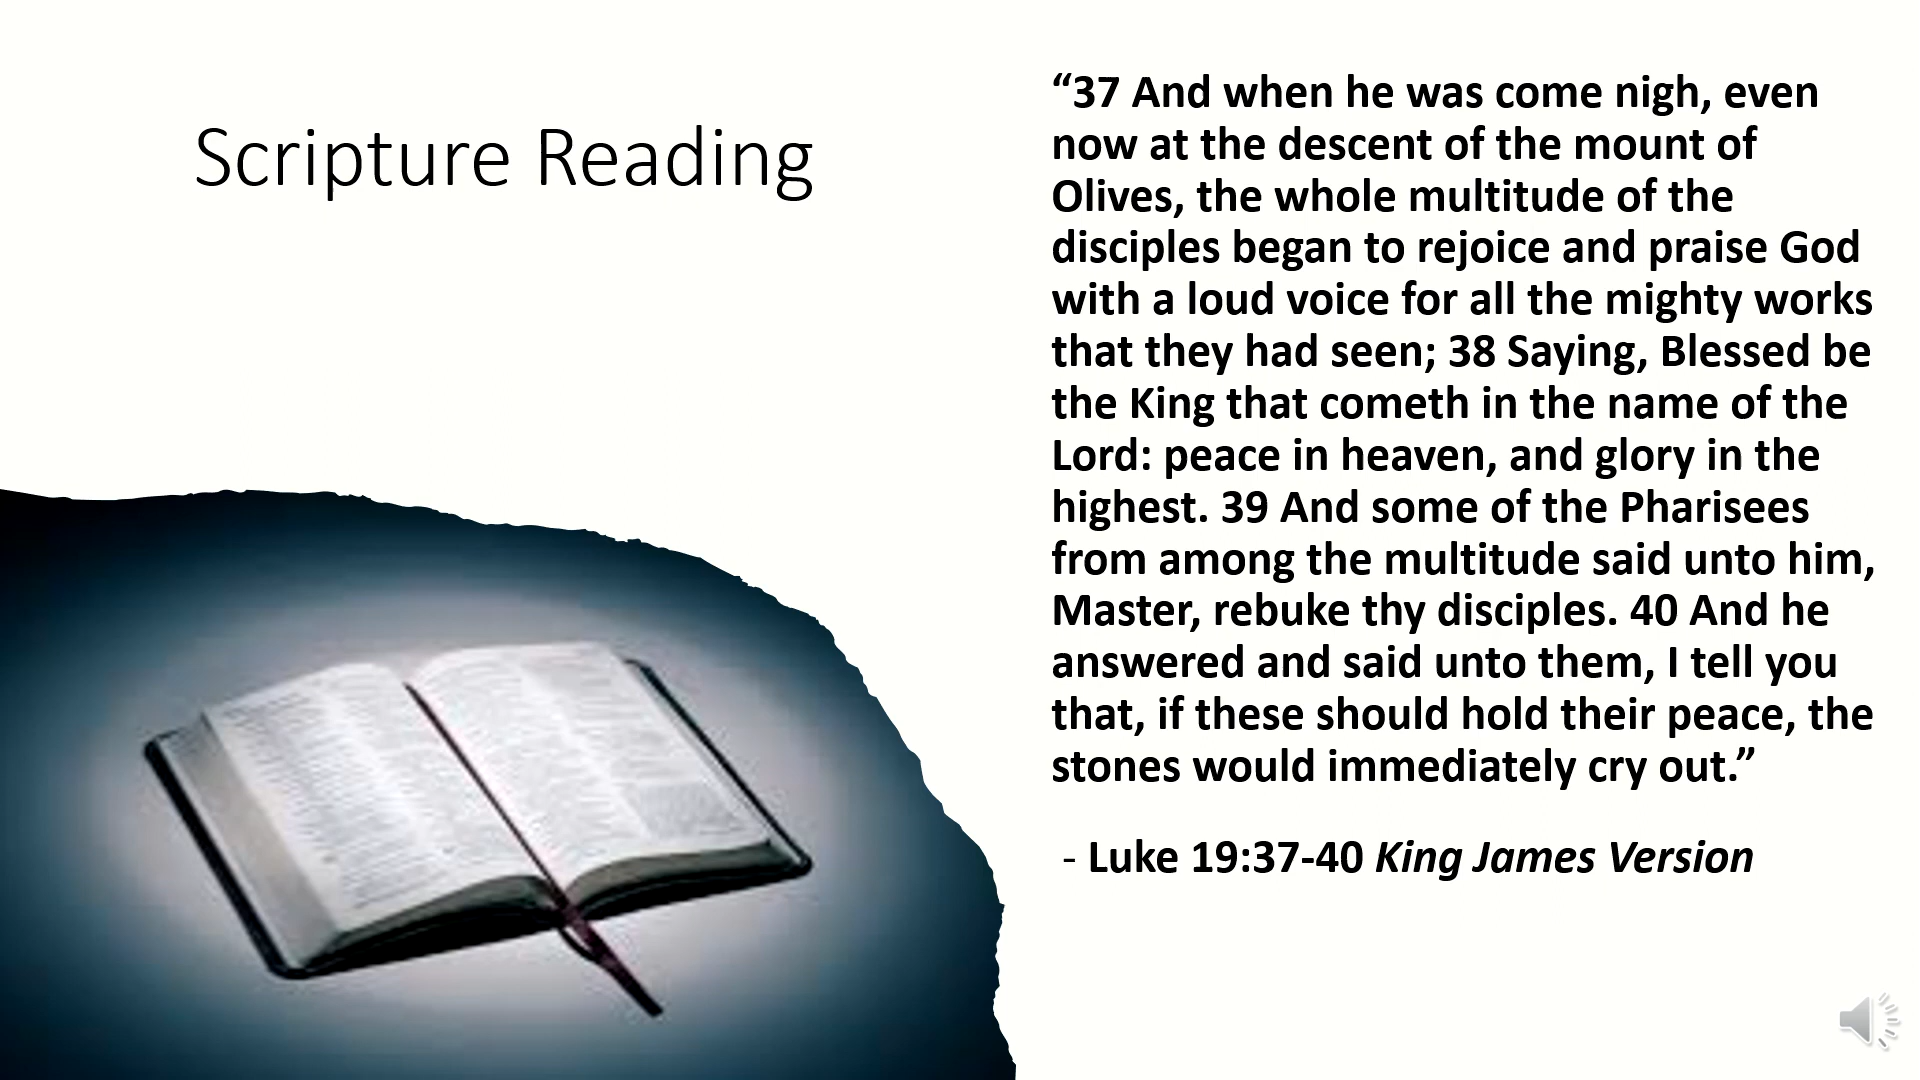 Scripture Reading
“37 And when he was come nigh, even
now at the descent of the mount of
Olives, the whole multitude of the
disciples began to rejoice and praise God
with a loud voice for all the mighty works
that they had seen; 38 Saying, Blessed be
the King that cometh in the name of the
Lord: peace in heaven, and glory in the
highest. 39 And some of the Pharisees
from among the multitude said unto him,
Master, rebuke thy disciples. 40 And he
answered and said unto them, I tell you
that, if these should hold their peace, the
stones would immediately cry out.”
- Luke 19:37-40 King James Version